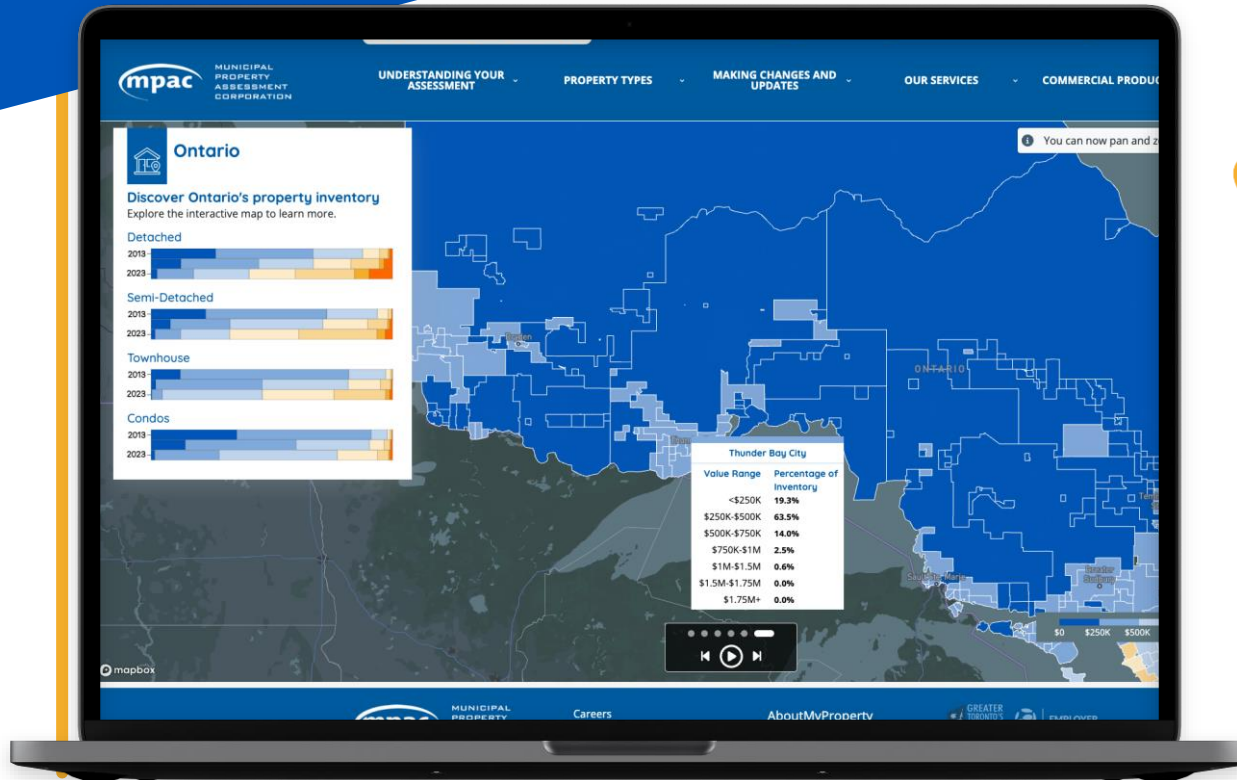 mpac
MUNICIPAL
PROPERTY
ASSESSMENT
CORPORATION
UNDERSTANDING YOUR
ASSESSMENT
PROPERTY TYPES
MAKING CHANGES AND
UPDATES
OUR SERVICES
COMMERCIAL PRODUC
You can now pan and z
Ontario
Discover Ontario's property inventory
Explore the interactive map to learn more.
Detached
2013
2023
Semi-Detached
2013
2023
Townhouse
2013
2023
Condos
2013
2023
ONTARIO
Thunder Bay City
Value Range Percentage of
Inventory
<$250K 19.3%
$250K-$500K 63.5%
$500K-$750K 14.0%
$750K-$1M 2.5%
$1M-$1.5M 0.6%
$1.5M-$1.75M 0.0%
$1.75M+ 0.0%
Sault Ste. Marie
Greater
Sudbury
$0 $250K $500K
mapbox
mpac
MUNICIPAL
PROPERTY
Careers
AboutMyProperty
GREATER
TORONTO'S
EMPLOYER